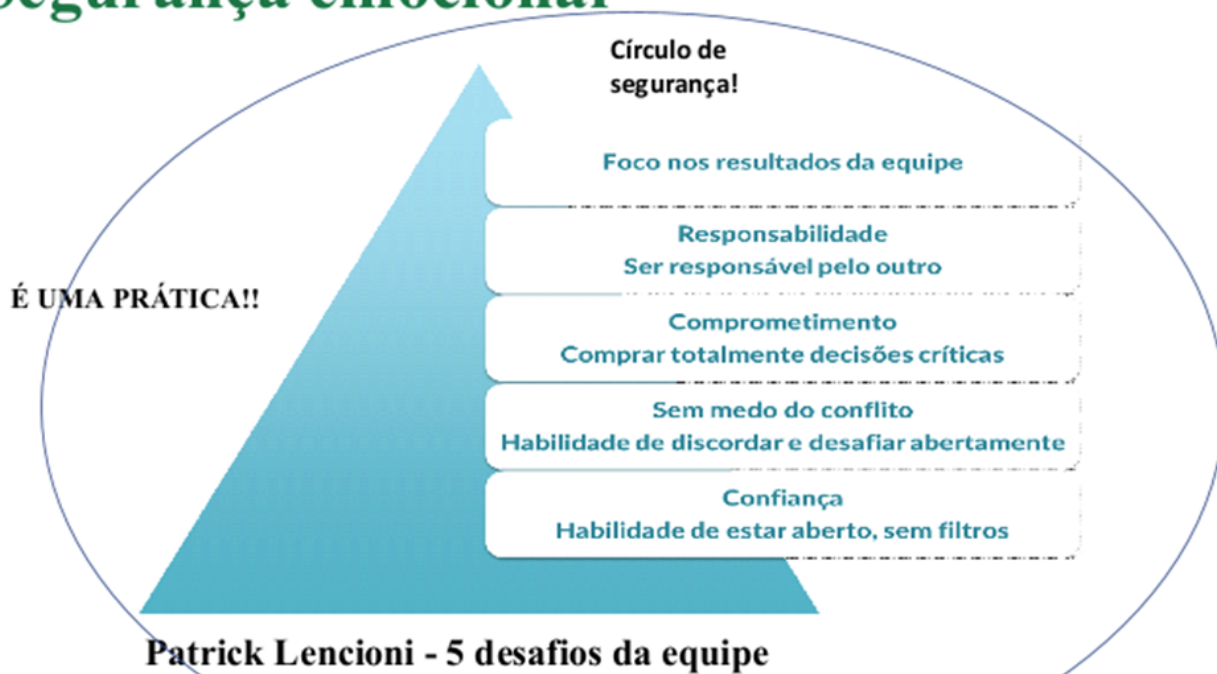 segurança emocional
Círculo de
segurança!
Foco nos resultados da equipe
Responsabilidade
Ser responsável pelo outro
É UMA PRÁTICA!!
Comprometimento
Comprar totalmente decisões críticas
Sem medo do conflito
Habilidade de discordar e desafiar abertamente
Confiança
Habilidade de estar aberto, sem filtros
Patrick Lencioni - 5 desafios da equipe